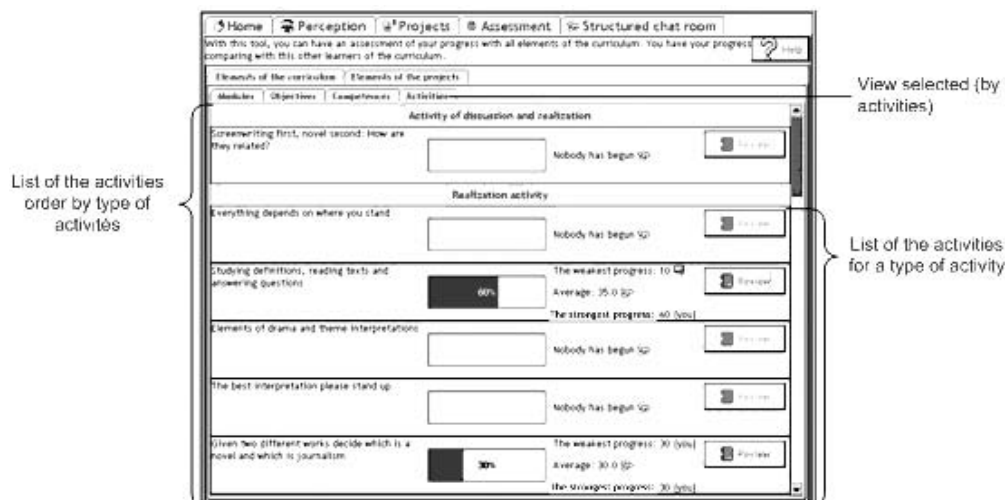 Home Perception Projects Assessment Structured chat room
With this tool, you can have an assessment of your progress with all elements of the curriculum. You have your progress
comparing with this other learners of the curriculum.
Help
Elements of the curriculum Elements of the projects
Modules Objectives Competences Activities
View selected (by
activities)
Activity of discussion and realization
Screenwriting first, novel second: How are
they related?
Nobody has begun
Review
List of the activities
order by type of
activités
Realization activity
Everything depends on where you stand
Nobody has begun
Review
List of the activities
for a type of activity
Studying definitions, reading texts and
answering questions
60%
The weakest progress: 10
Average: 35.0
The strongest progress: 60 (you)
Review
Elements of drama and theme interpretations
Nobody has begun
Review
The best interpretation please stand up
Nobody has begun
Review
Given two different works decide which is a
novel and which is journalism
30%
The weakest progress: 30 (you)
Average: 30.0
The strongest progress: 30 (you)
Review